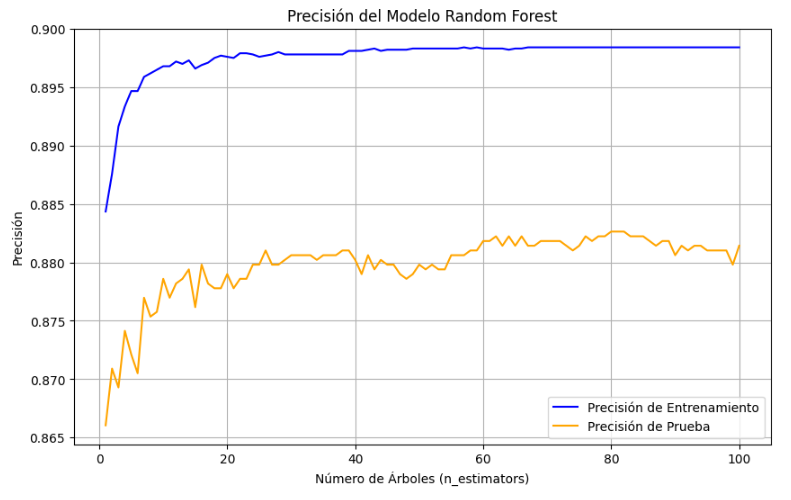 Precisión del Modelo Random Forest
0.900
0.895
0.890
0.885
0.880
0.875
0.870
0.865
Precisión
Precisión de Entrenamiento
Precisión de Prueba
0 20 40 60 80 100
Número de Árboles (n_estimators)